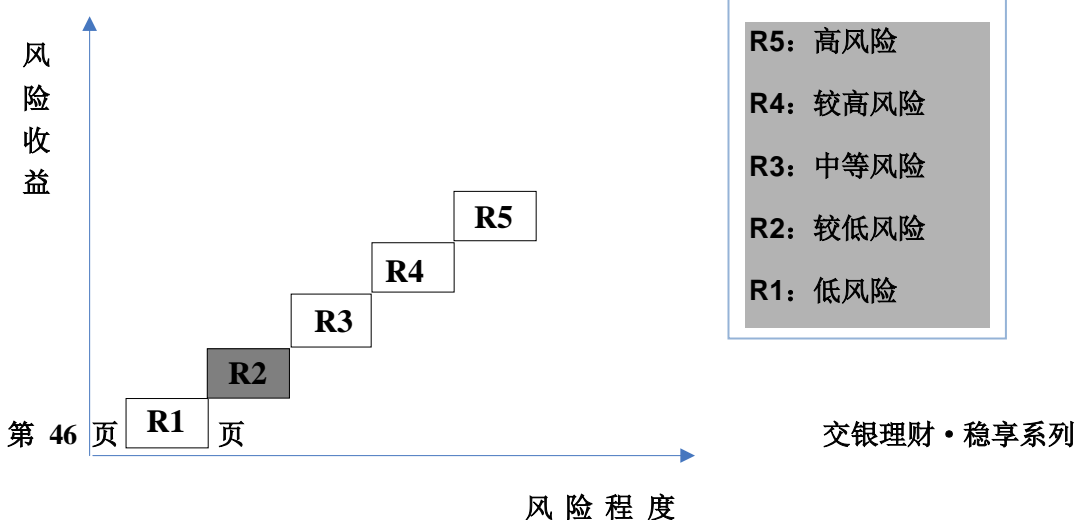 风
险
收
益
R5：高风险
R4：较高风险
R3：中等风险
R2：较低风险
R1：低风险
R5
R4
R3
R2
R1
第 46 页 页
交银理财·稳享系列
风 险 程 度